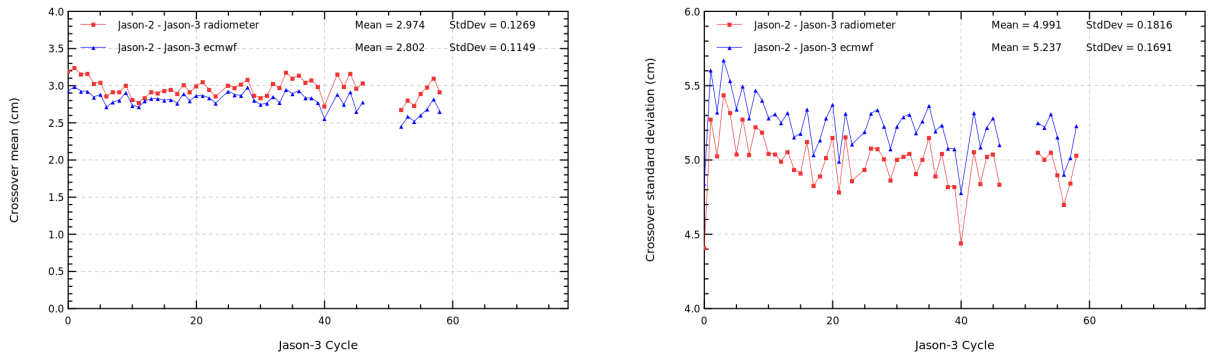 4.0
3.5
3.0
2.5
2.0
1.5
1.0
0.5
0.0
Crossover mean (cm)
Jason-2 - Jason-3 radiometer Mean = 2.974 StdDev = 0.1269
Jason-2 - Jason-3 ecmwf Mean = 2.802 StdDev = 0.1149
0 20 40 60
Jason-3 Cycle
6.0
5.5
5.0
4.5
4.0
Crossover standard deviation (cm)
Jason-2 - Jason-3 radiometer Mean = 4.991 StdDev = 0.1816
Jason-2 - Jason-3 ecmwf Mean = 5.237 StdDev = 0.1691
0 20 40 60
Jason-3 Cycle